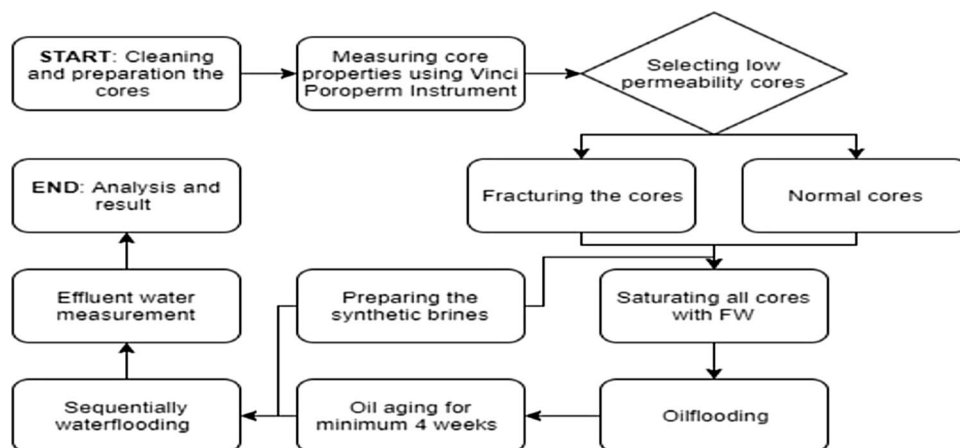 START: Cleaning
and preparation the
cores
Measuring core
properties using Vinci
Poroperm Instrument
Selecting low
permeability cores
Fracturing the cores
Normal cores
Saturating all cores
with FW
Preparing the
synthetic brines
Oilflooding
Oil aging for
minimum 4 weeks
Sequentially
waterflooding
Effluent water
measurement
END: Analysis and
result